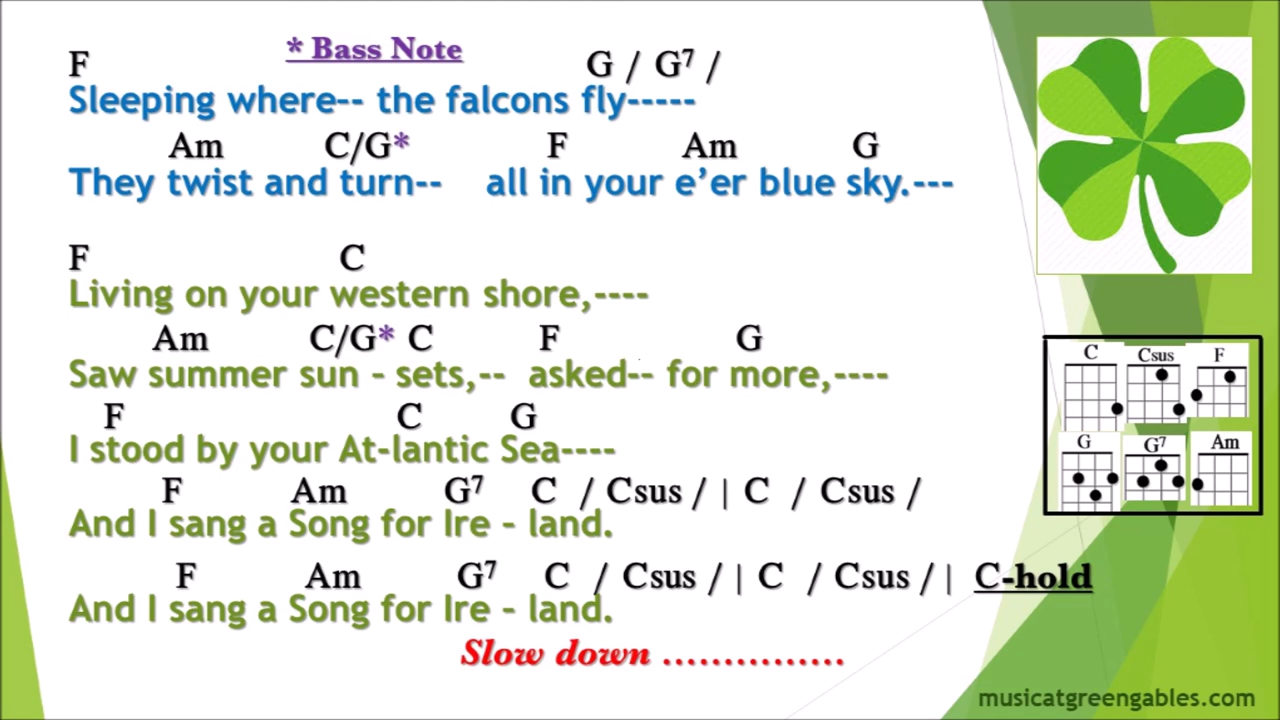 * Bass Note
F G / G7 /
Sleeping where-- the falcons fly-----
Am C/G* F Am G
They twist and turn-- all in your e’er blue sky.---
F C
Living on your western shore,----
Am C/G* C F G
Saw summer sun – sets,-- asked-- for more,----
F C G
I stood by your At-lantic Sea----
F Am G7 C / Csus / | C / Csus /
And I sang a Song for Ire – land.
F Am G7 C / Csus / | C / Csus / | C-hold
And I sang a Song for Ire – land.
Slow down ...............
C Csus F
G G7 Am
musicatgreengables.com